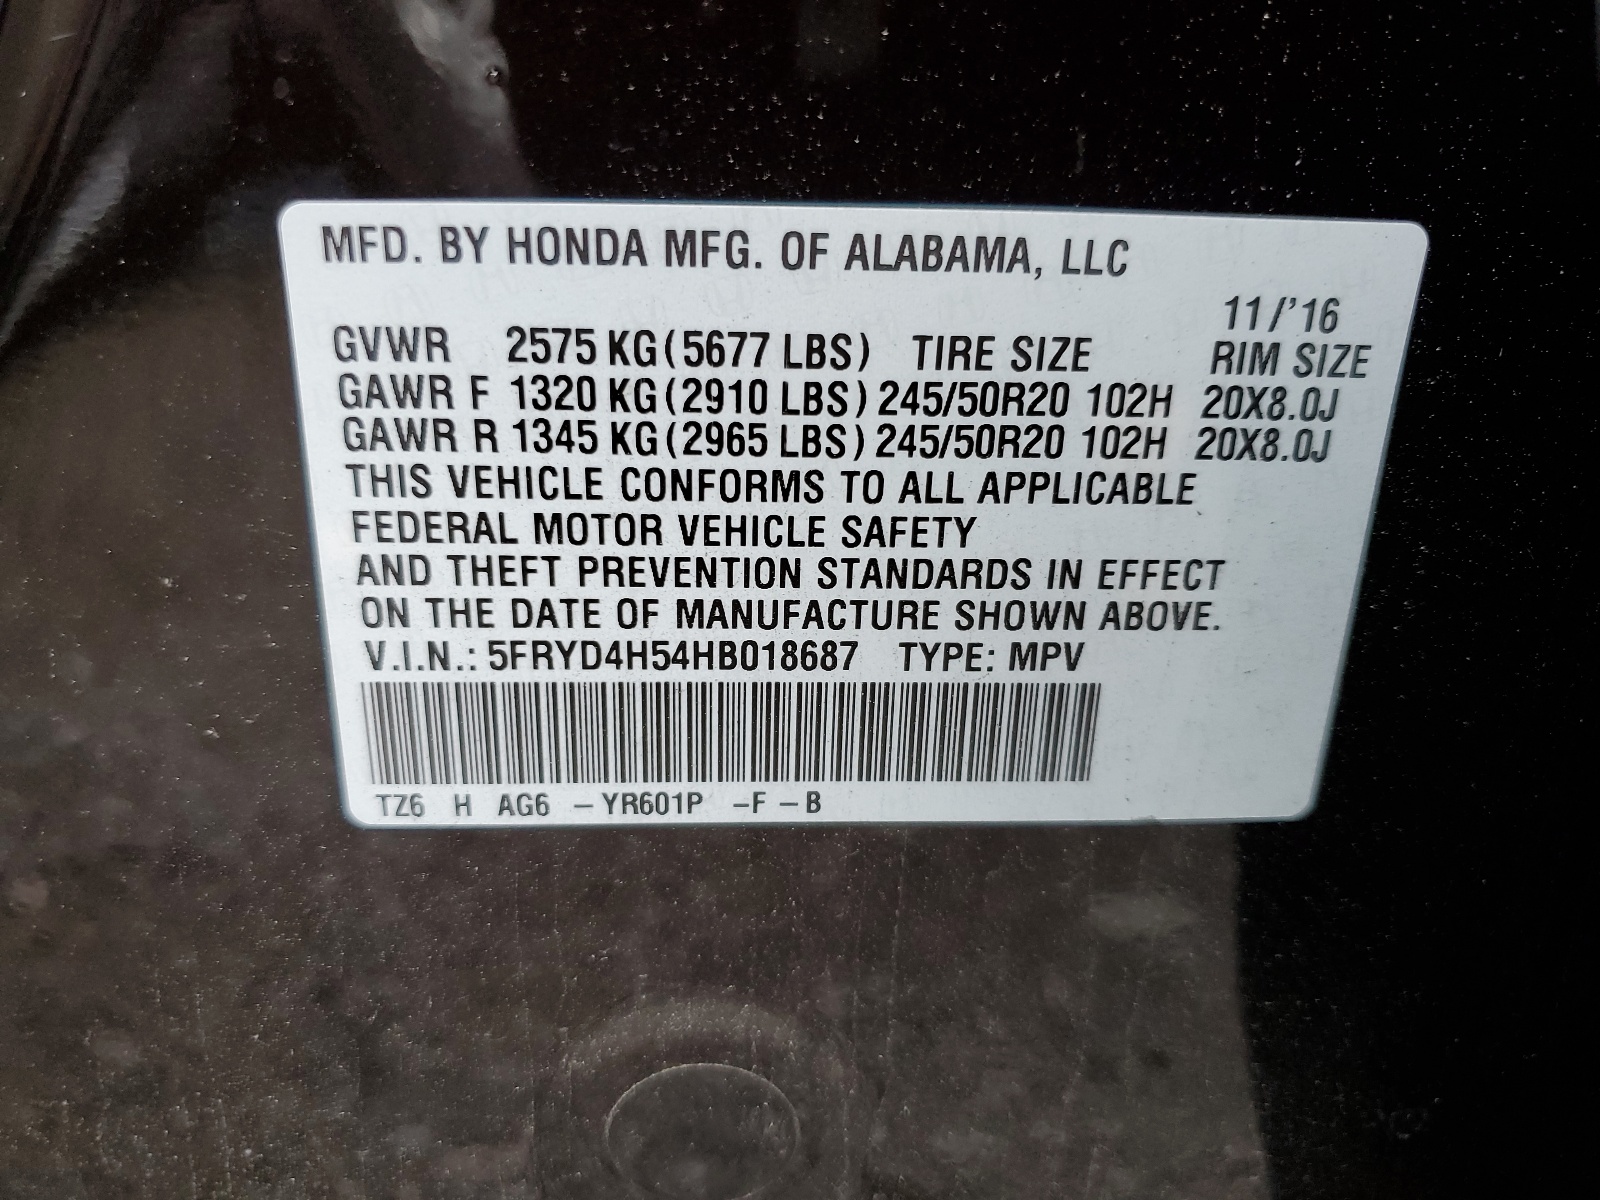 MFD. BY HONDA MFG. OF ALABAMA, LLC
11/'16
GVWR 2575 KG(5677 LBS) TIRE SIZE RIM SIZE
GAWR F 1320 KG(2910 LBS) 245/50R20 102H 20X8.0J
GAWR R 1345 KG(2965 LBS) 245/50R20 102H 20X8.0J
THIS VEHICLE CONFORMS TO ALL APPLICABLE
FEDERAL MOTOR VEHICLE SAFETY
AND THEFT PREVENTION STANDARDS IN EFFECT
ON THE DATE OF MANUFACTURE SHOWN ABOVE.
V.I.N.: 5FRYD4H54HB018687 TYPE: MPV
TZ6 H AG6 –YR601P –F –B